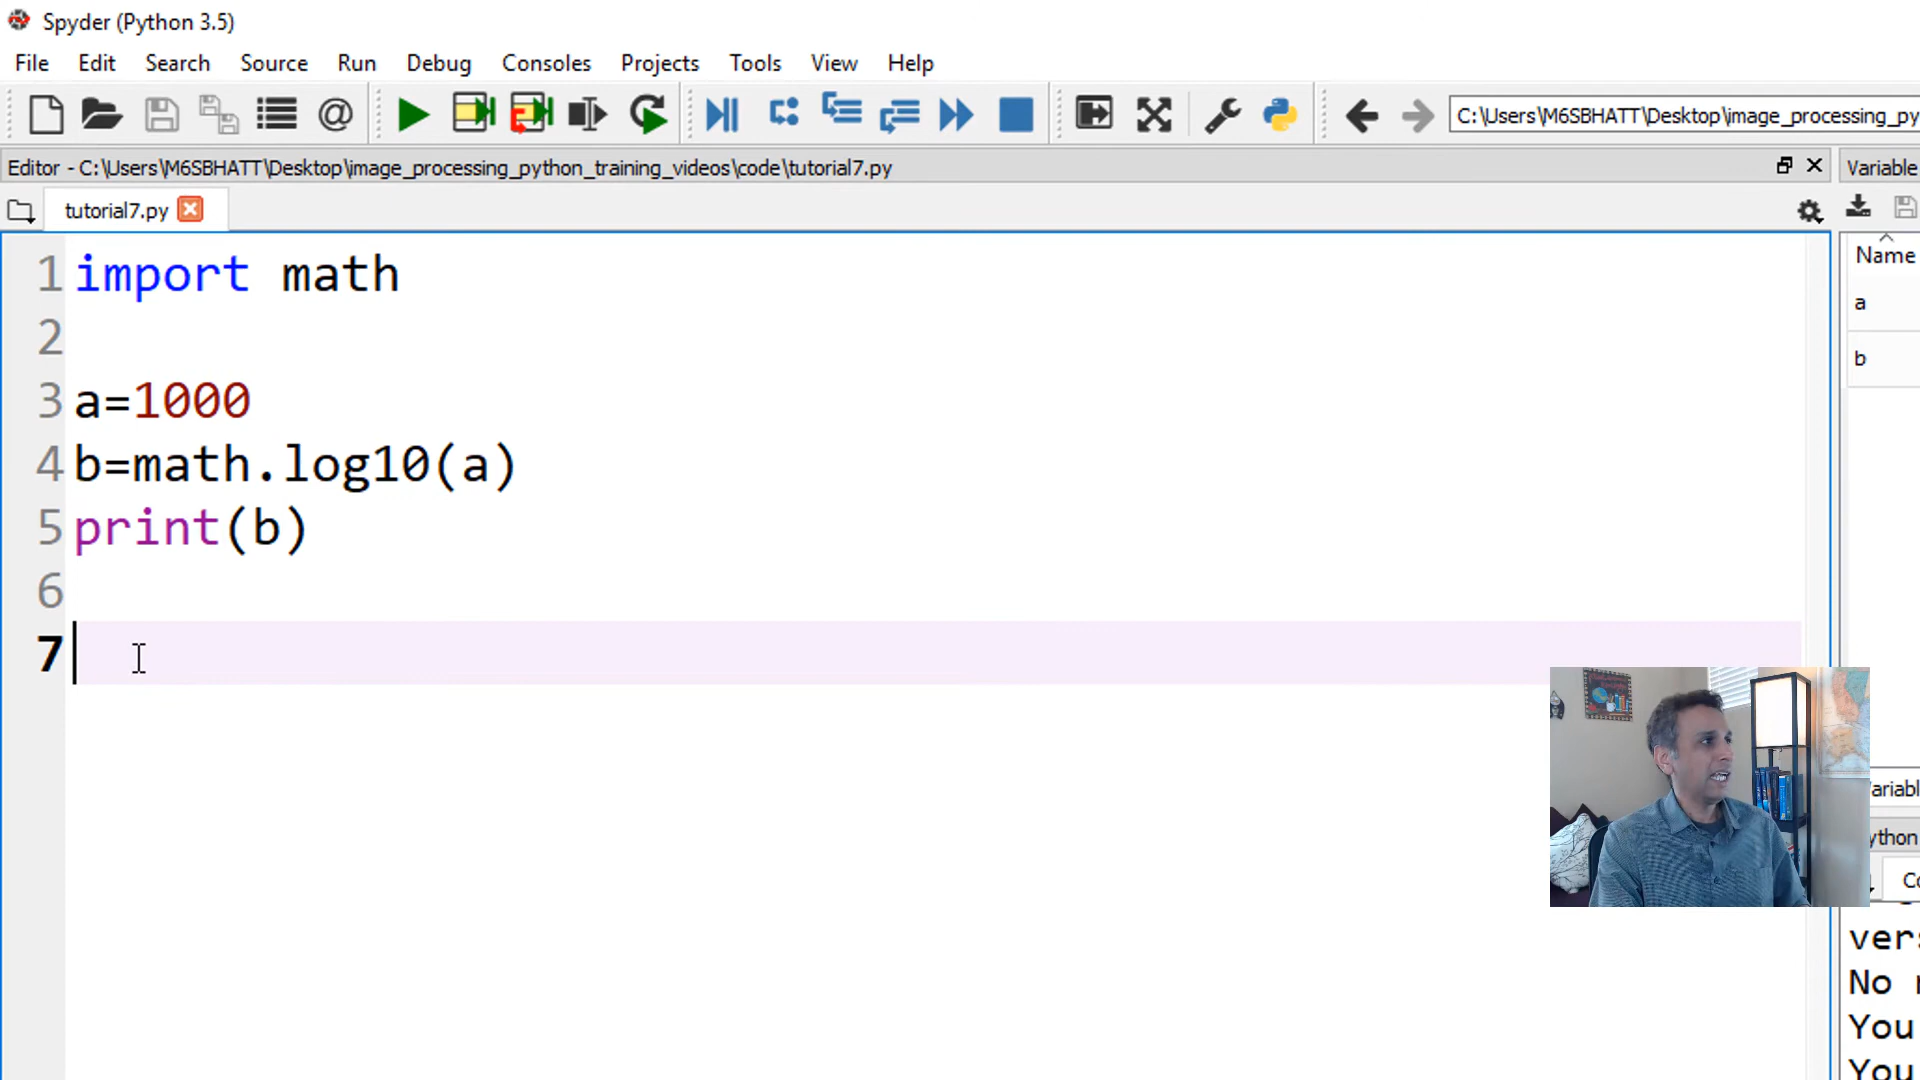 Spyder (Python 3.5)
File Edit Search Source Run Debug Consoles Projects Tools View Help
C:\Users\M6SBHATT\Desktop\image_processing_py
Editor - C:\Users\M6SBHATT\Desktop\image_processing_python_training_videos\code\tutorial7.py
Variable
tutorial7.py
Name
a
b
1 import math
2
3 a=1000
4 b=math.log10(a)
5 print(b)
6
7
ariabl
ython
Co
vers
No
You
You